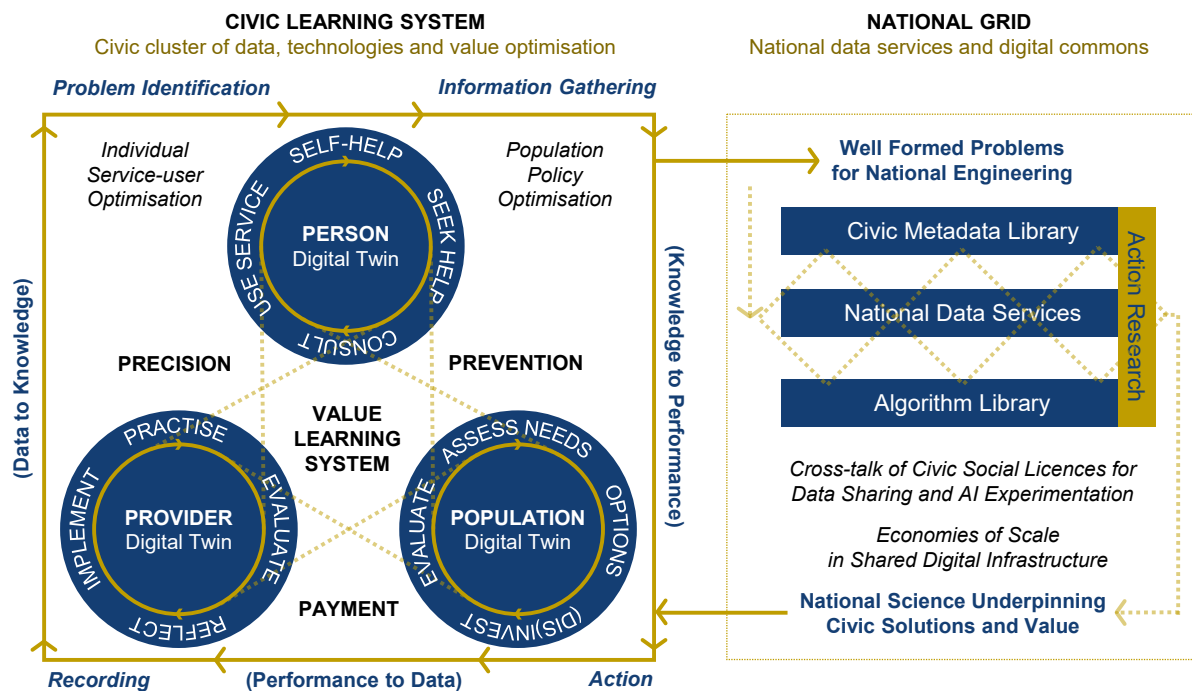 CIVIC LEARNING SYSTEM
Civic cluster of data, technologies and value optimisation
Problem Identification
Information Gathering
Individual
Service-user
Optimisation
Population
Policy
Optimisation
SELF-HELP
SEEK HELP
CONSULT
USE SERVICE
PERSON
Digital Twin
(Data to Knowledge)
(Knowledge to Performance)
PRECISION
PREVENTION
VALUE
LEARNING
SYSTEM
PRACTISE
EVALUATE
REFLECT
IMPLEMENT
PROVIDER
Digital Twin
ASSESS NEEDS
OPTIONS
(DIS)INVEST
EVALUATE
POPULATION
Digital Twin
PAYMENT
Recording
(Performance to Data)
Action
NATIONAL GRID
National data services and digital commons
Well Formed Problems
for National Engineering
Civic Metadata Library
National Data Services
Algorithm Library
Action Research
Cross-talk of Civic Social Licences for
Data Sharing and AI Experimentation
Economies of Scale
in Shared Digital Infrastructure
National Science Underpinning
Civic Solutions and Value